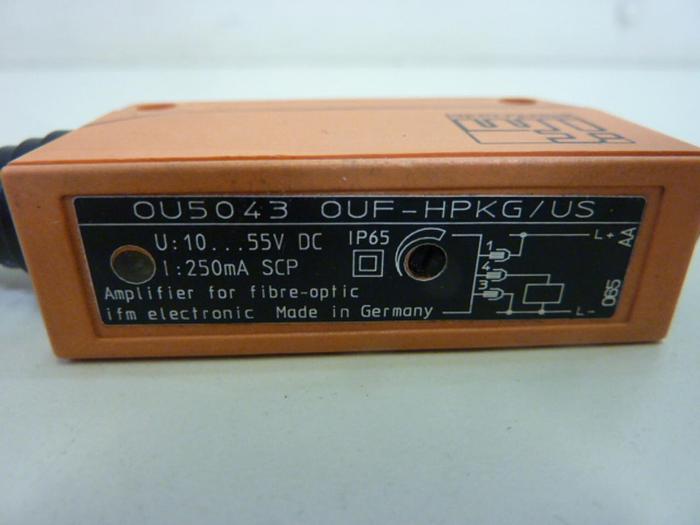 OU5043 OUF-HPKG/US
U:10...55V DC IP65
I:250mA SCP
Amplifier for fibre-optic
ifm electronic Made in Germany
1
4
3
L+
L-
AA
065